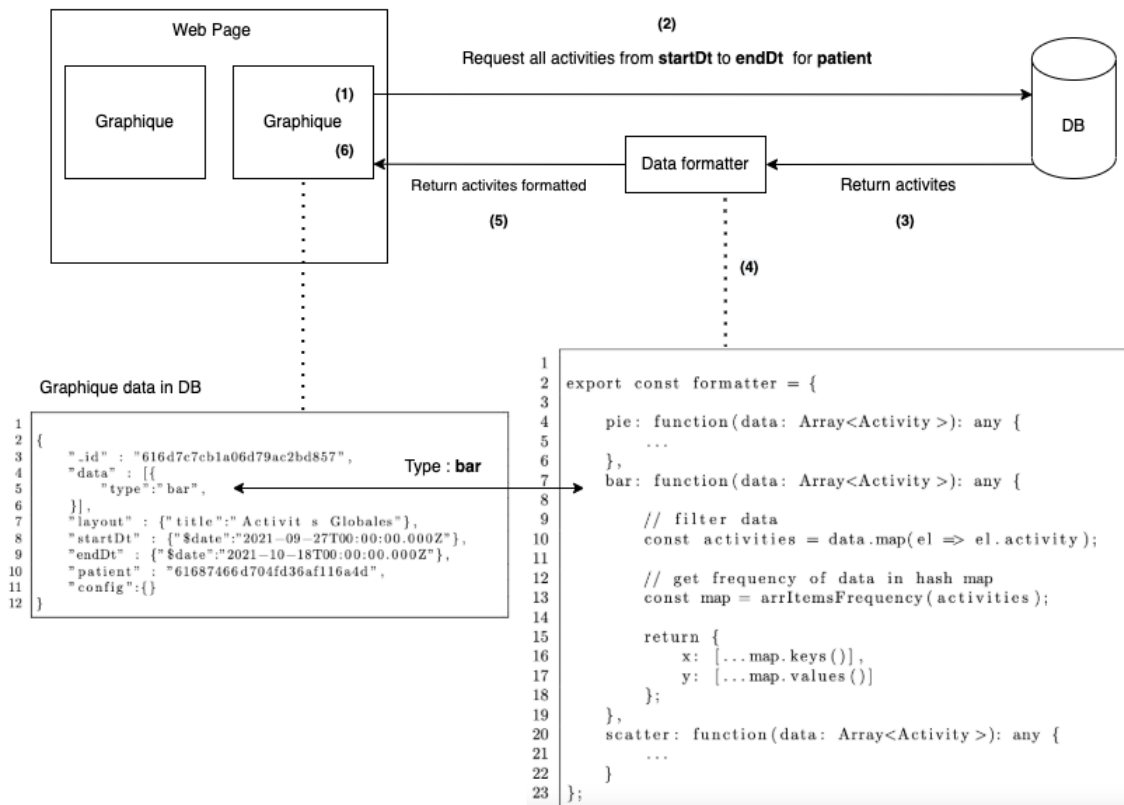 Web Page
(2)
Request all activities from startDt to endDt for patient
Graphique
Graphique
(1)
(6)
DB
Data formatter
Return activites formatted
(5)
Return activites
(3)
(4)
Graphique data in DB
1
2 {
3 "_id" : "616d7c7cb1a06d79ac2bd857",
4 "data" : [{
5 "type":"bar",
6 }],
7 "layout" : {"title":" Activit s Globales"},
8 "startDt" : {"$date":"2021-09-27T00:00:00.000Z"},
9 "endDt" : {"$date":"2021-10-18T00:00:00.000Z"},
10 "patient" : "61687466d704fd36af116a4d",
11 "config":{}
12 }
Type : bar
1
2 export const formatter = {
3
4 pie: function(data: Array<Activity>): any {
5 ...
6 },
7 bar: function(data: Array<Activity>): any {
8
9 // filter data
10 const activities = data.map(el => el.activity);
11
12 // get frequency of data in hash map
13 const map = arrItemsFrequency(activities);
14
15 return {
16 x: [...map.keys()],
17 y: [...map.values()]
18 };
19 },
20 scatter: function(data: Array<Activity>): any {
21 ...
22 }
23 };